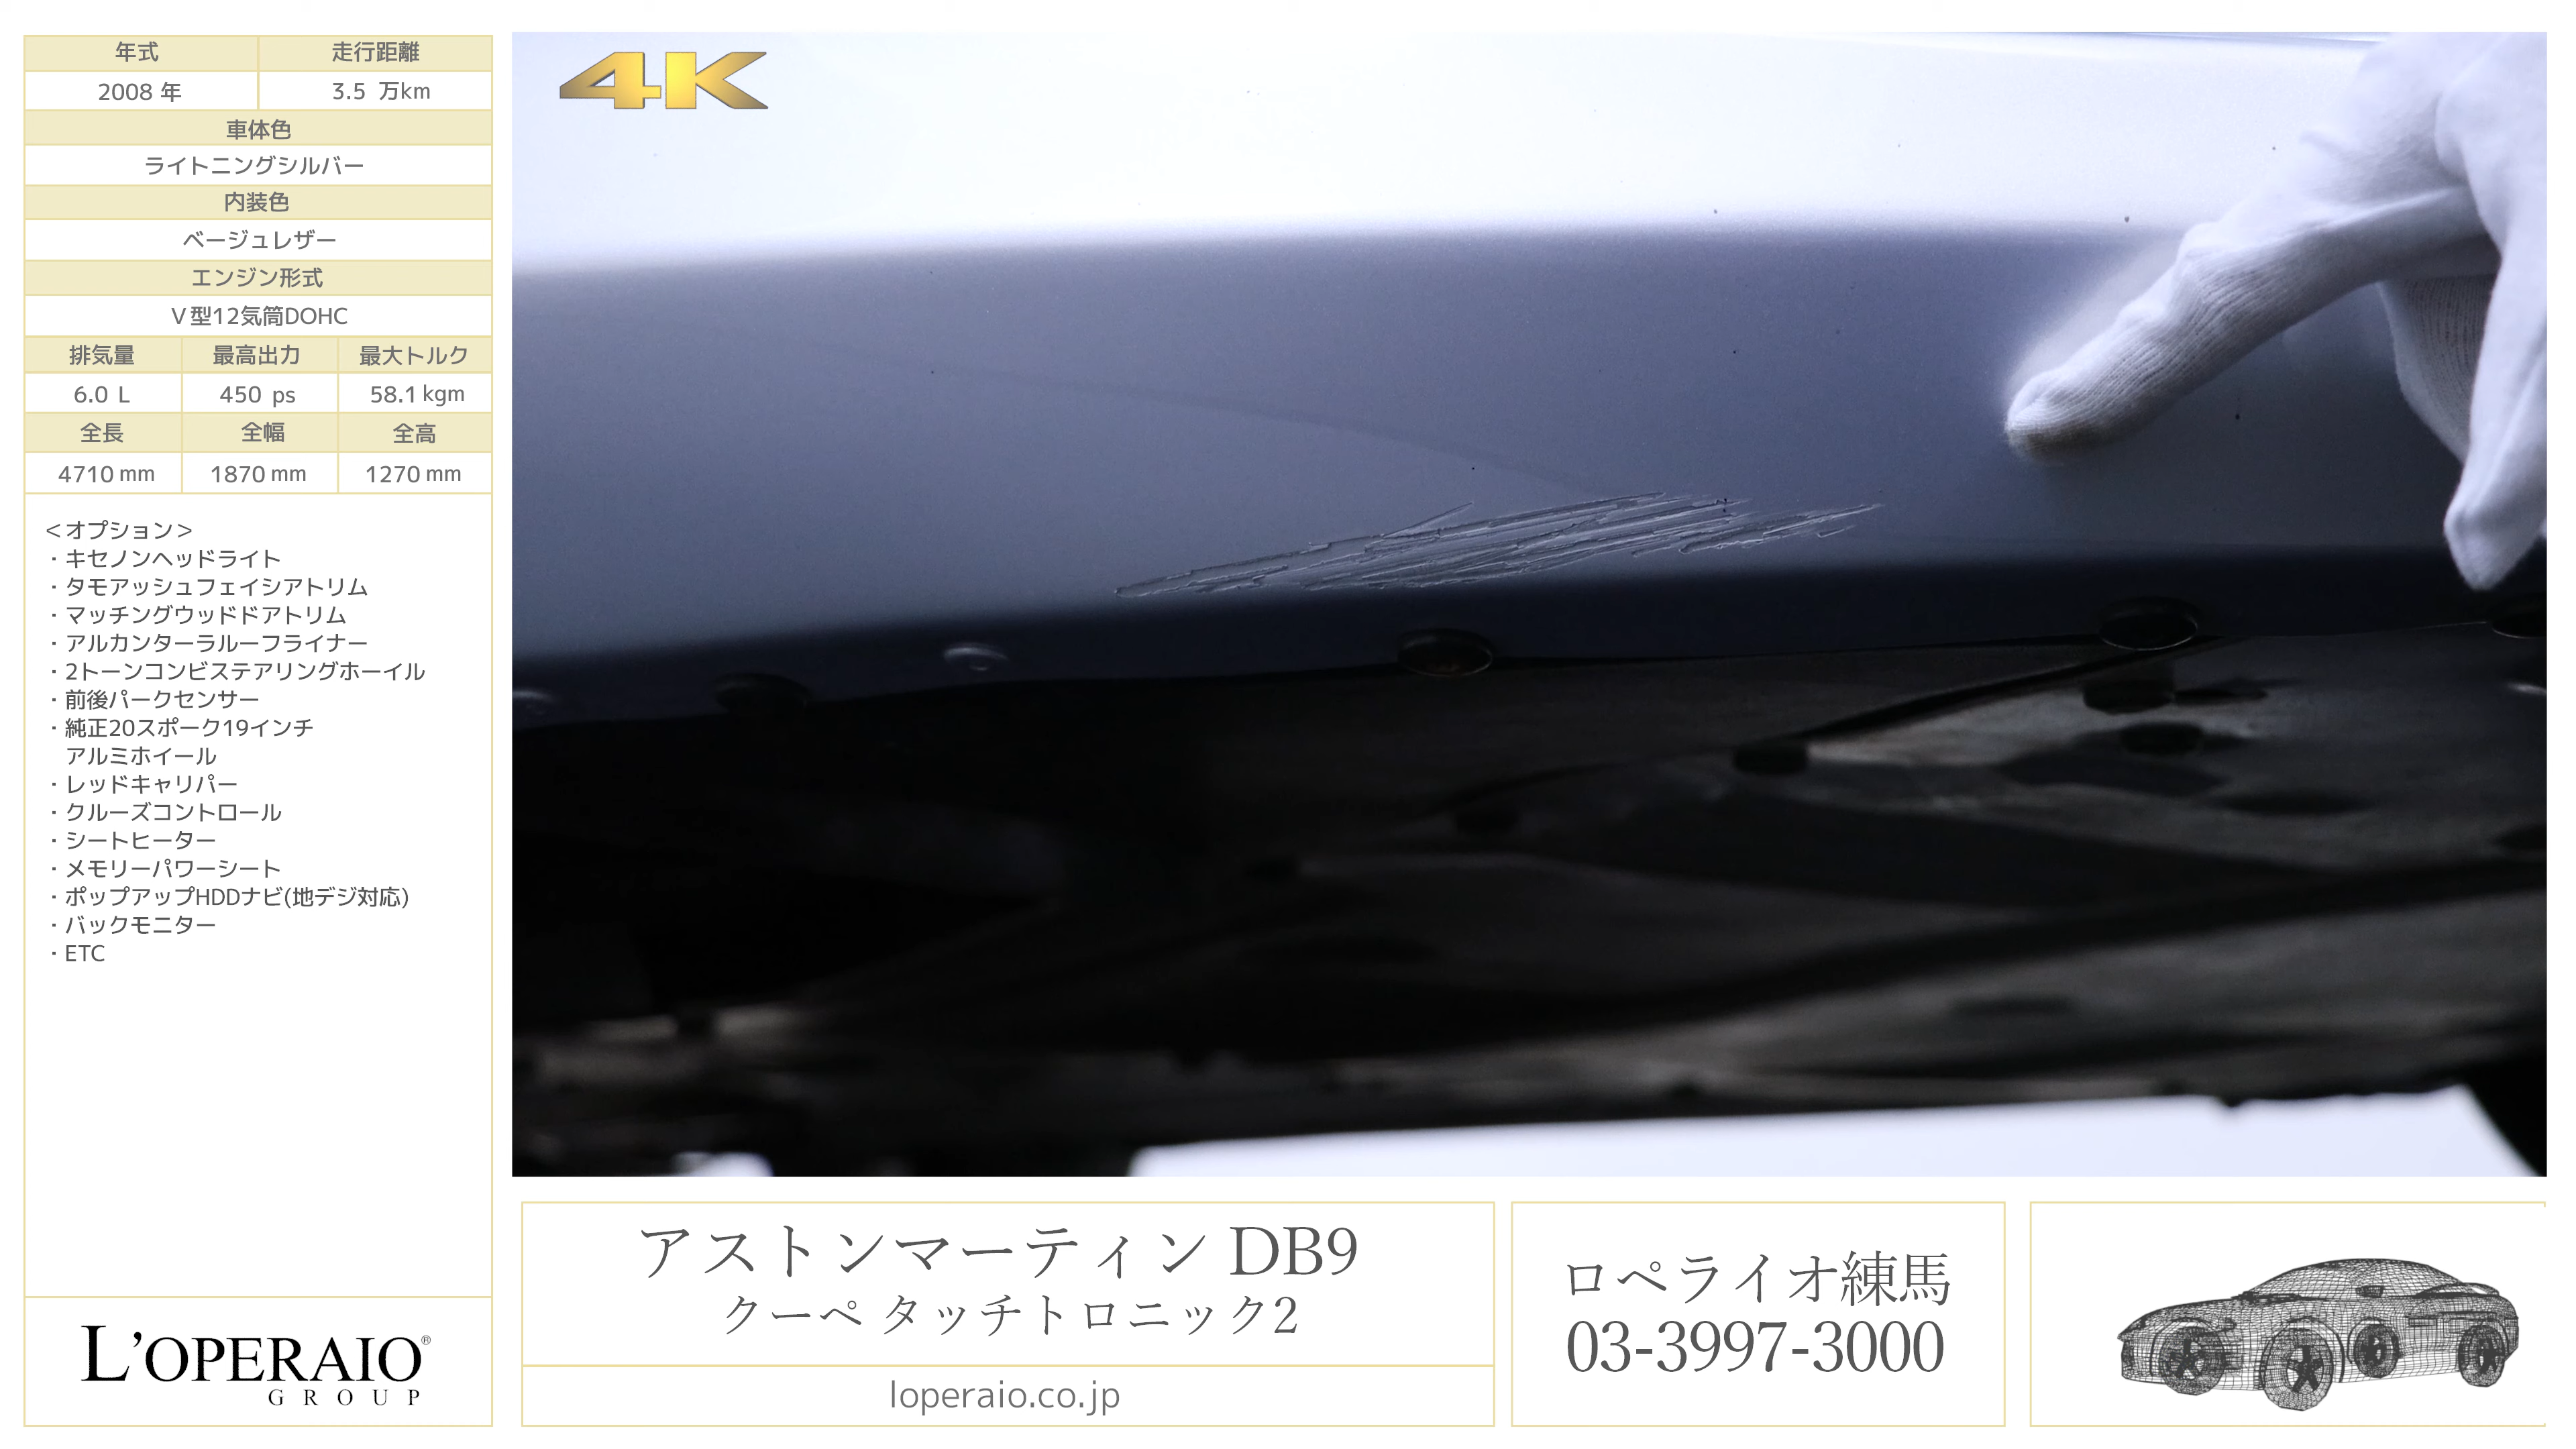 年式 走行距離
2008 年 3.5 万km
車体色
ライトニングシルバー
内装色
ベージュレザー
エンジン形式
V型12気筒DOHC
排気量 最高出力 最大トルク
6.0 L 450 ps 58.1 kgm
全長 全幅 全高
4710 mm 1870 mm 1270 mm
＜オプション＞
・キセノンヘッドライト
・タモアッシュフェイシアトリム
・マッチングウッドドアトリム
・アルカンターラルーフライナー
・2トーンコンビステアリングホーイル
・前後パークセンサー
・純正20スポーク19インチ
アルミホイール
・レッドキャリパー
・クルーズコントロール
・シートヒーター
・メモリーパワーシート
・ポップアップHDDナビ(地デジ対応)
・バックモニター
・ETC
L'OPERAIO®
GROUP
4K
アストンマーティン DB9
クーペ タッチトロニック2
loperaio.co.jp
ロペライオ練馬
03-3997-3000